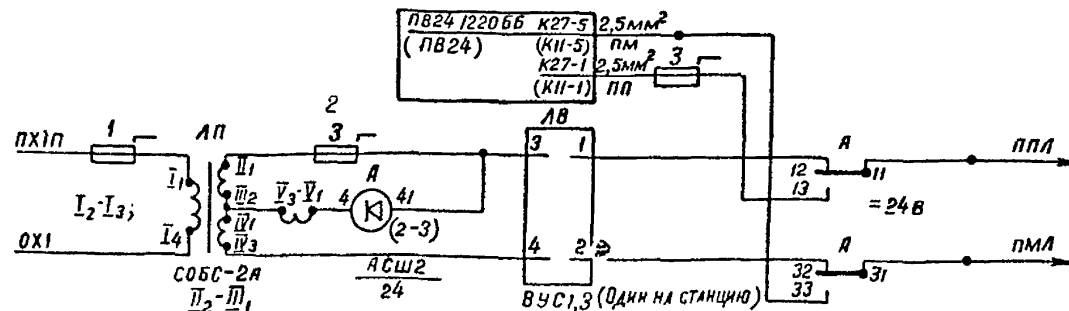 ПВ24/220ББ К27-5 2,5мм²
(ПВ24) (К11-5) ПМ
К27-1 2,5мм² 3
(К11-1) ПП
2
ПХ1П 1 ЛП 3 ЛВ
I₁ II₁ 3 1 А ППЛ
III₂ А 12 11
I₂-I₃; V₃-V₁ 4 41 13
IV₁ (2-3) =24В
I₄ IV₃ 4 2 А ПМЛ
ОХ1 32 31
СОБС-2А АСШ2 33
II₂-III₁ 24 ВУС1,3 (ОДИН НА СТАНЦИЮ)